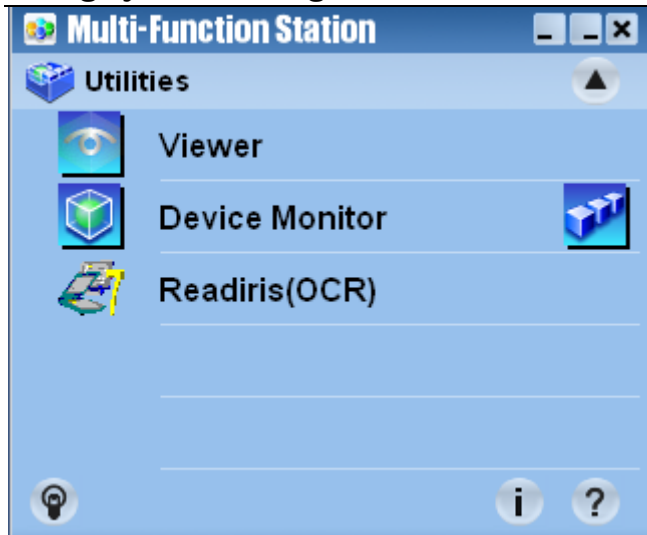 Multi-Function Station
Utilities
Viewer
Device Monitor
Readiris(OCR)
i ?